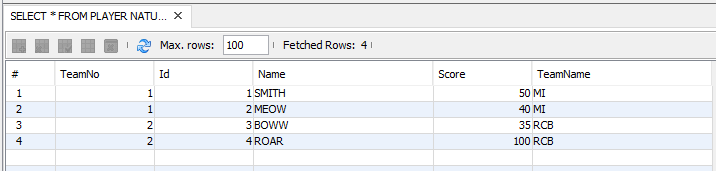 SELECT * FROM PLAYER NATU...
Max. rows: 100 Fetched Rows: 4
# TeamNo Id Name Score TeamName
1 1 1 SMITH 50 MI
2 1 2 MEOW 40 MI
3 2 3 BOWW 35 RCB
4 2 4 ROAR 100 RCB